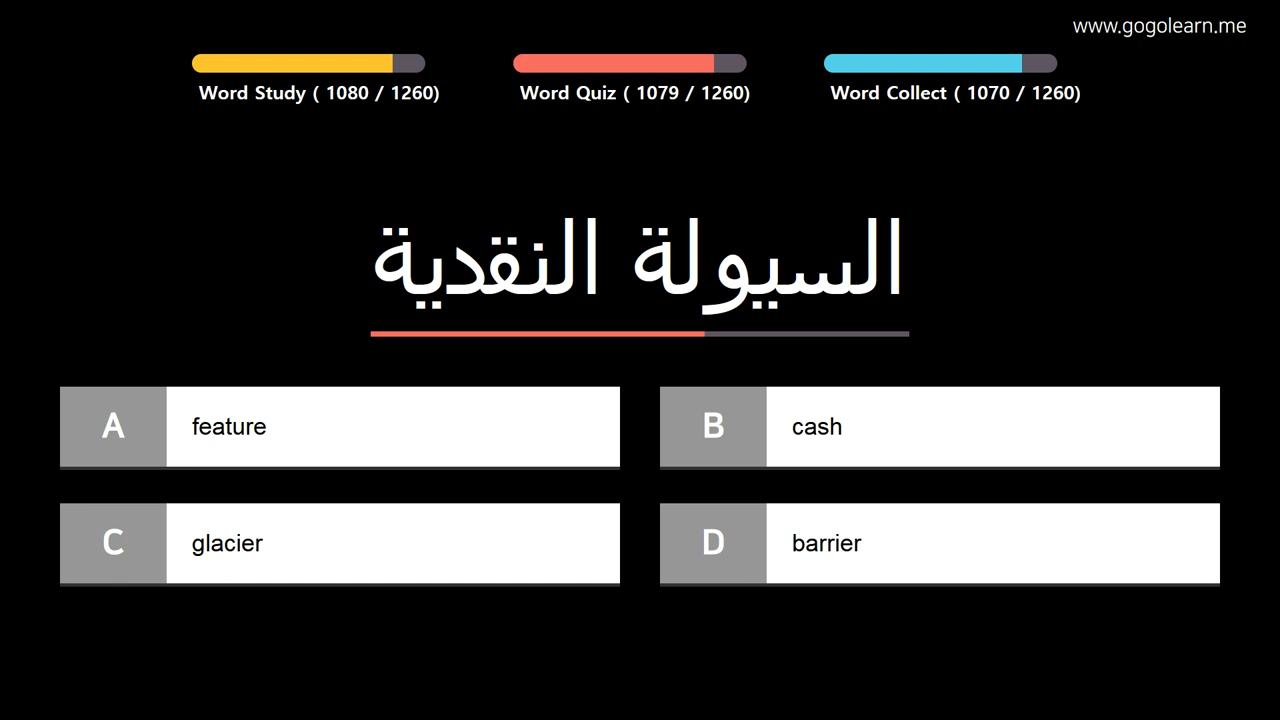 www.gogolearn.me
Word Study ( 1080 / 1260)
Word Quiz ( 1079 / 1260)
Word Collect ( 1070 / 1260)
السيولة النقدية
A
feature
B
cash
C
glacier
D
barrier